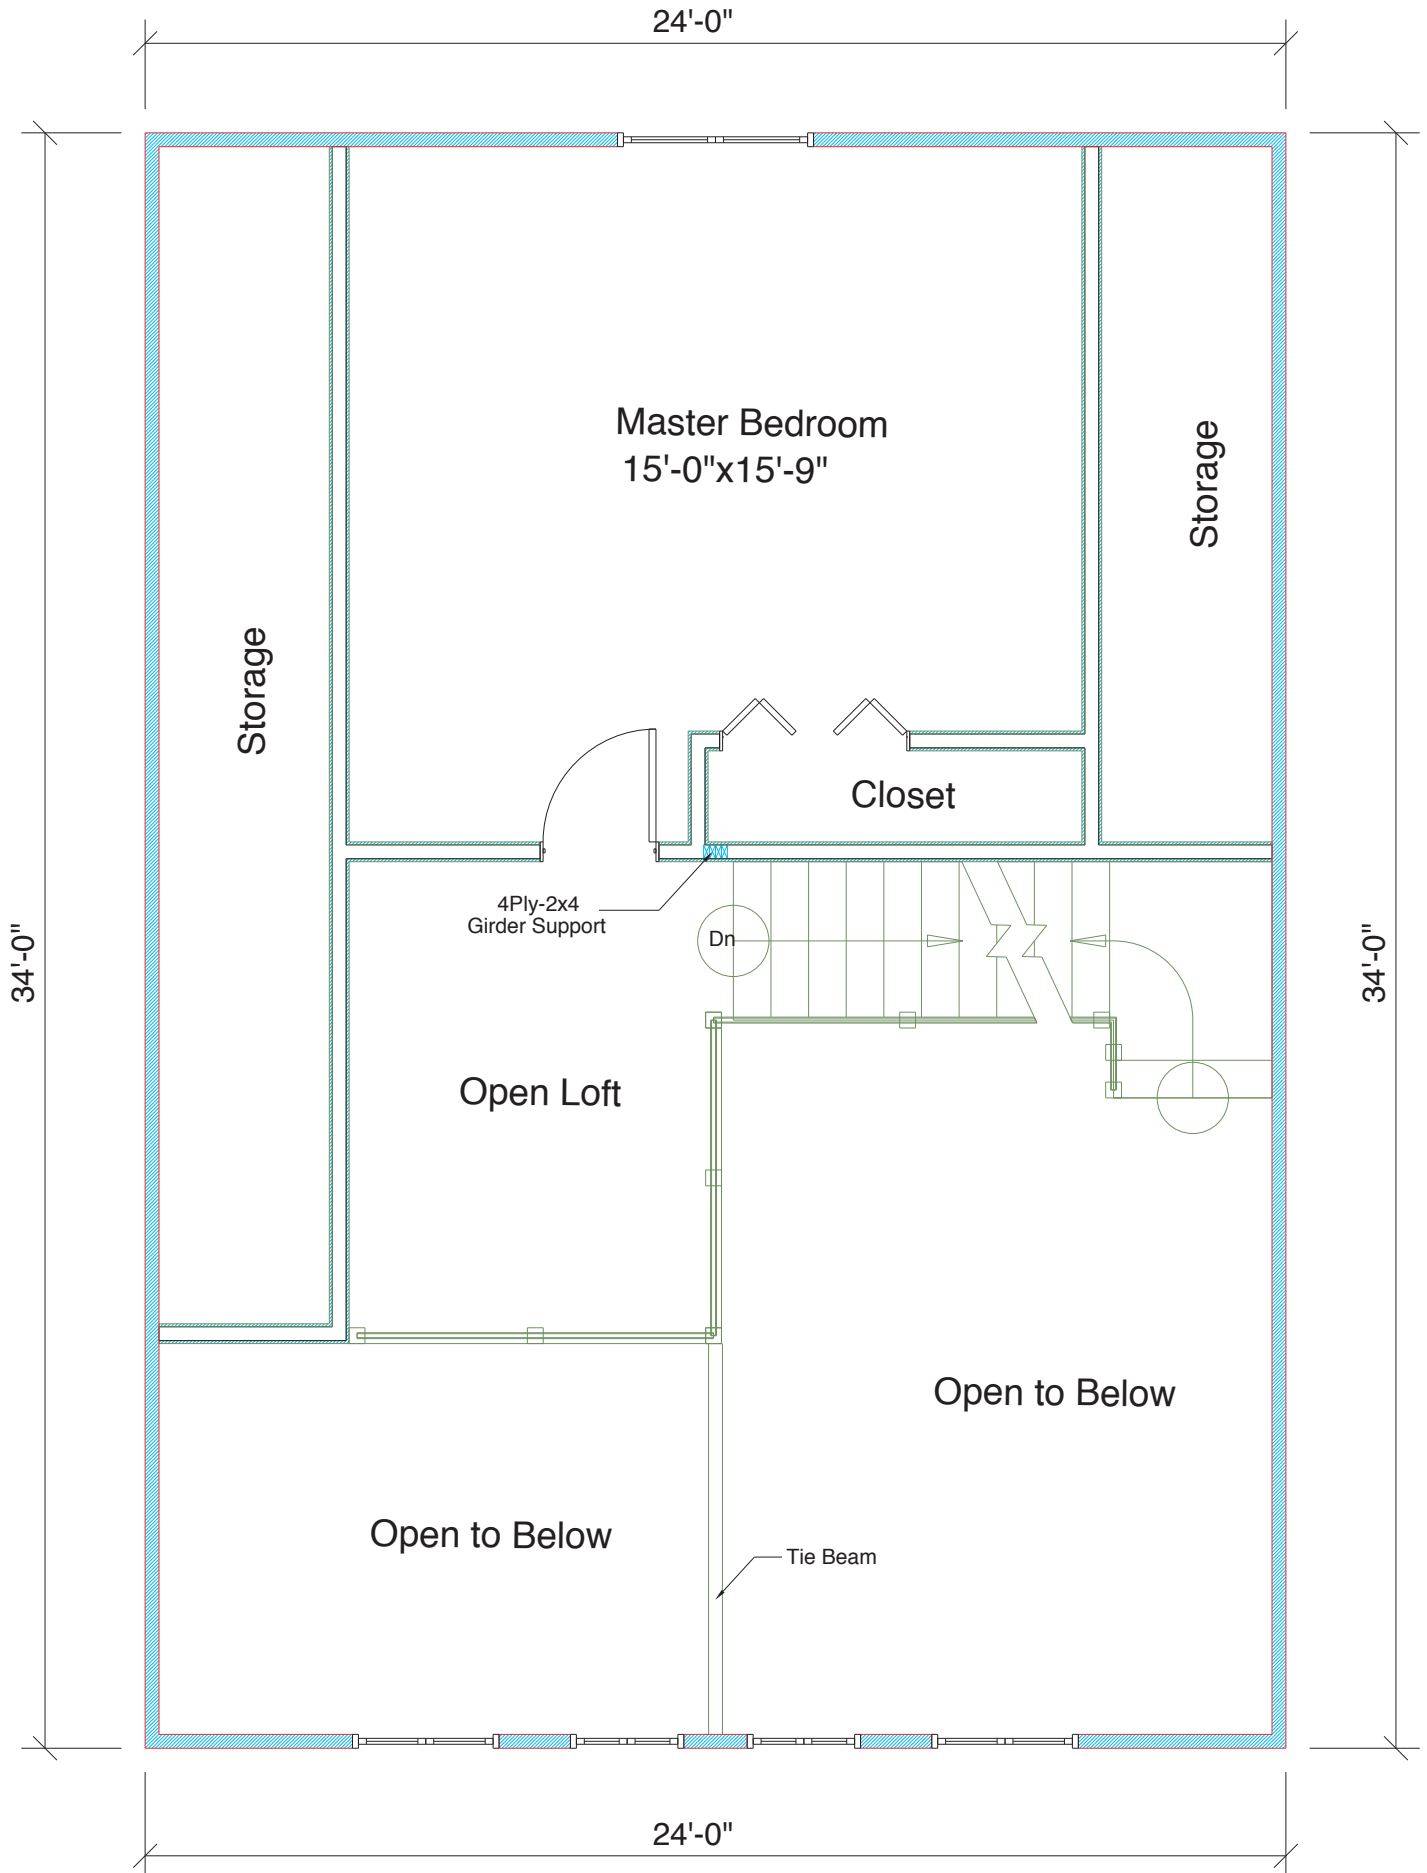 24'-0"
Master Bedroom
15'-0"x15'-9"
Storage
Storage
Closet
4Ply-2x4
Girder Support
Dn
34'-0"
34'-0"
Open Loft
Open to Below
Open to Below
Tie Beam
24'-0"